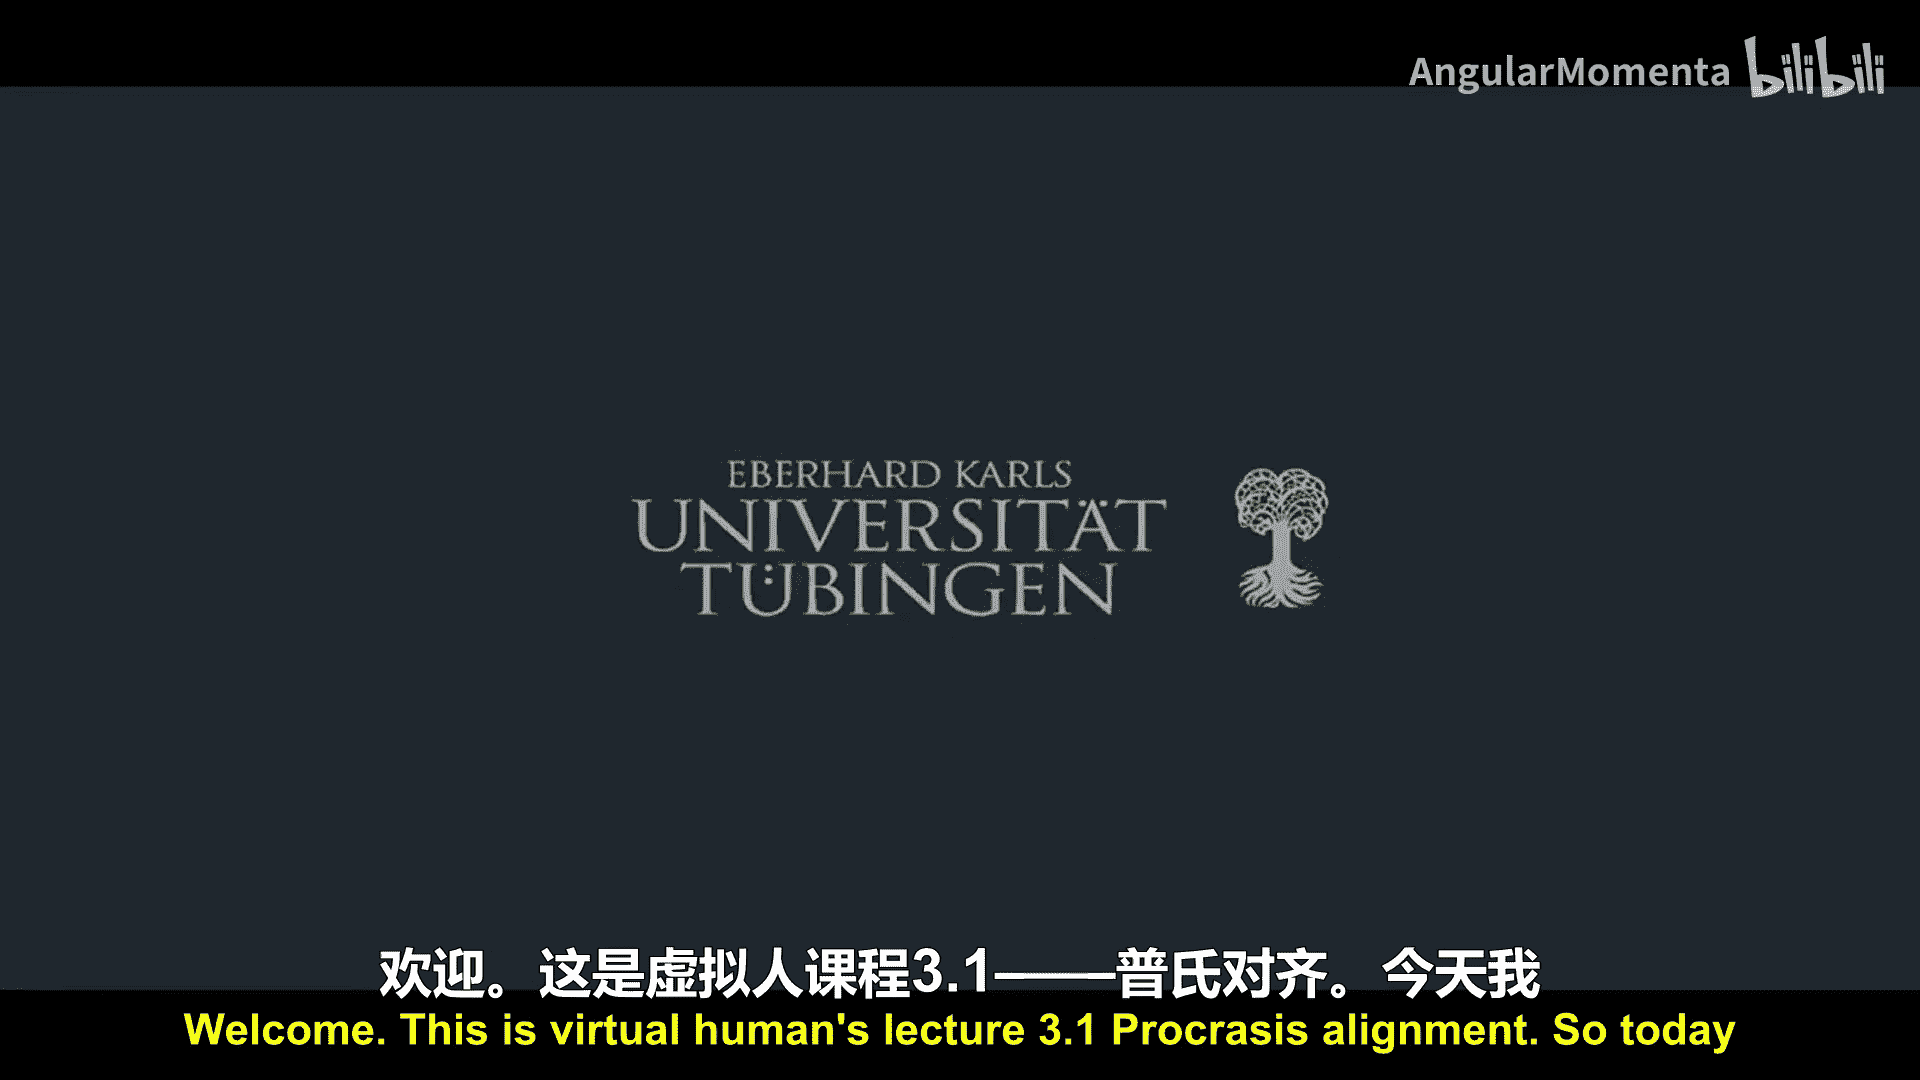 AngularMomenta bilibili
EBERHARD KARLS
UNIVERSITÄT
TÜBINGEN
欢迎。这是虚拟人课程3.1——普氏对齐。今天我
Welcome. This is virtual human's lecture 3.1 Procrasis alignment. So today